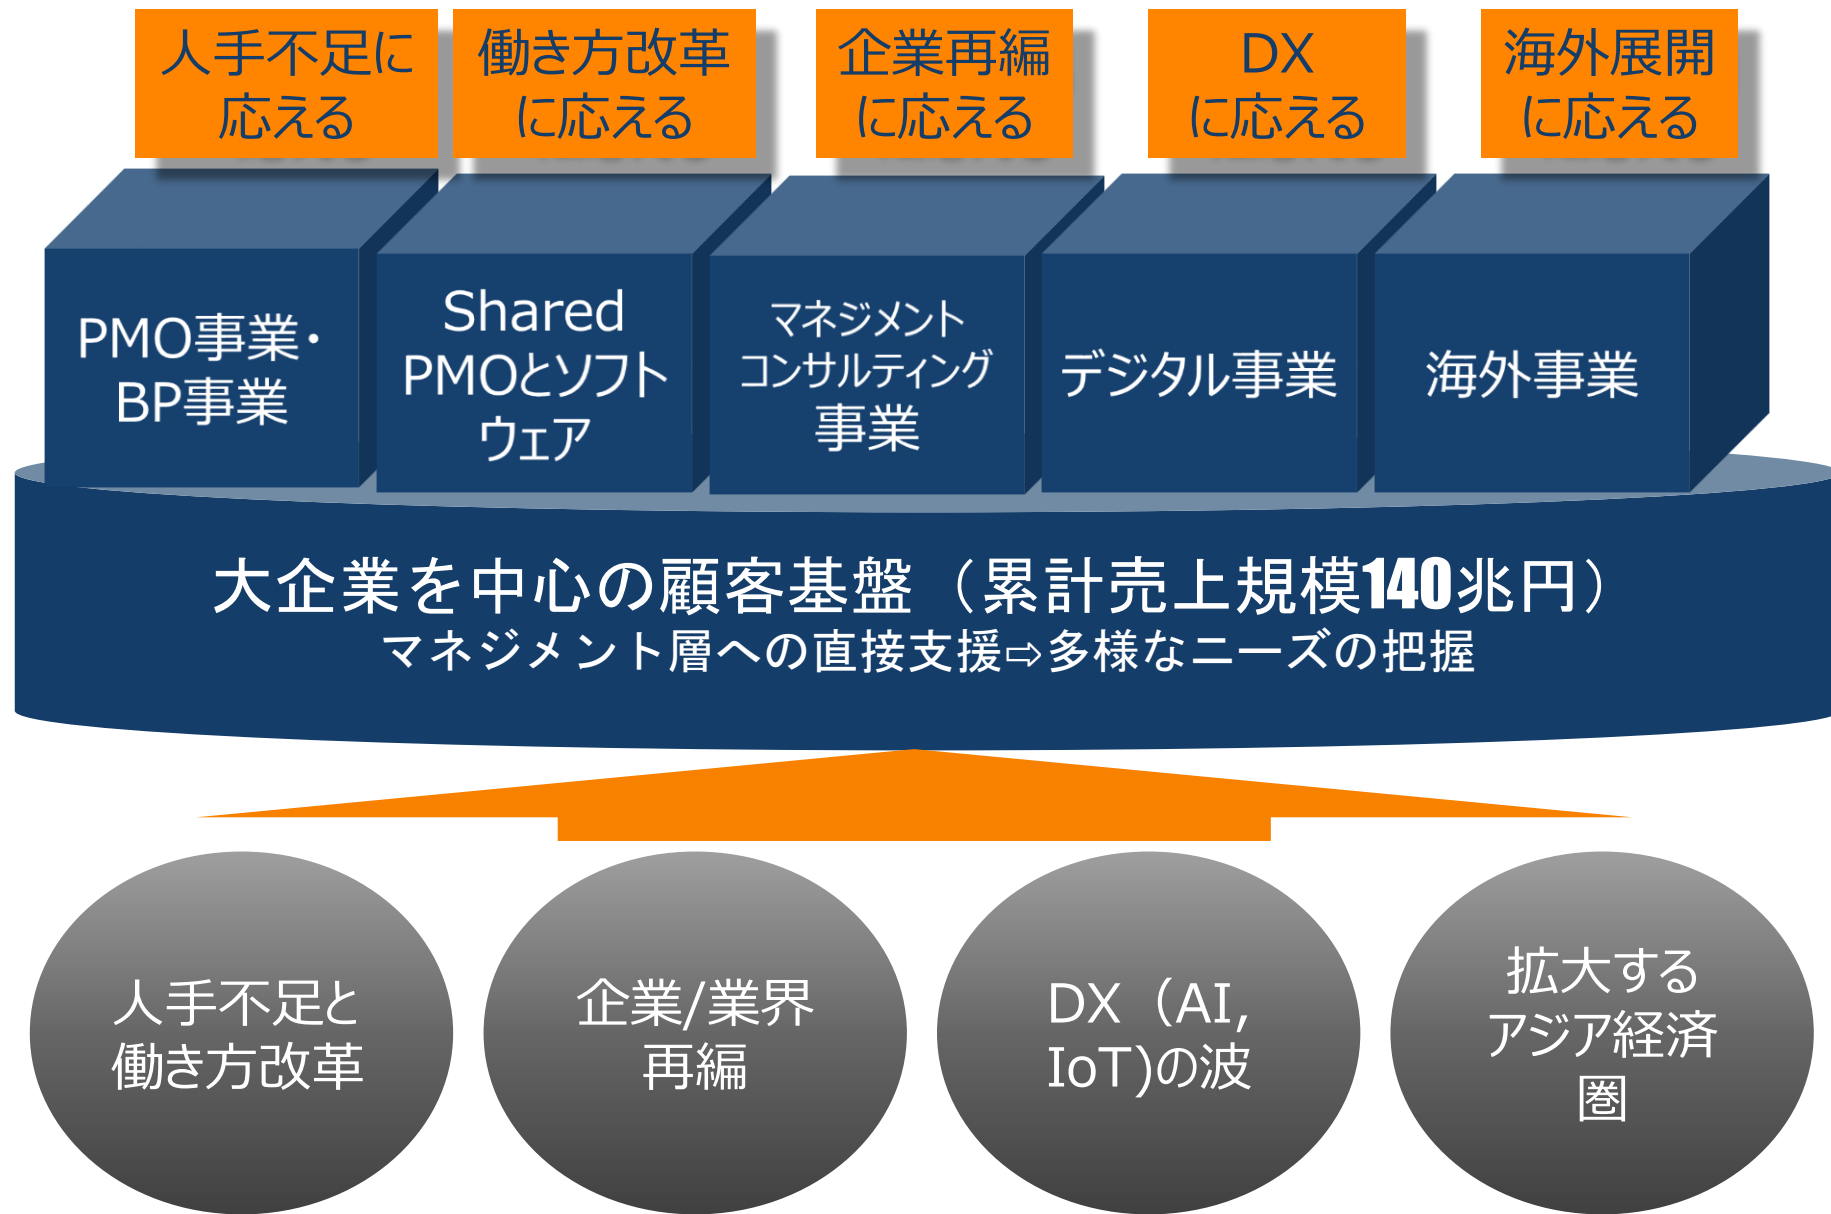 人手不足に
応える
働き方改革
に応える
企業再編
に応える
DX
に応える
海外展開
に応える
PMO事業・
BP事業
Shared
PMOとソフト
ウェア
マネジメント
コンサルティング
事業
デジタル事業
海外事業
大企業を中心の顧客基盤（累計売上規模140兆円）
マネジメント層への直接支援⇨多様なニーズの把握
人手不足と
働き方改革
企業/業界
再編
DX（AI,
IoT)の波
拡大する
アジア経済
圏